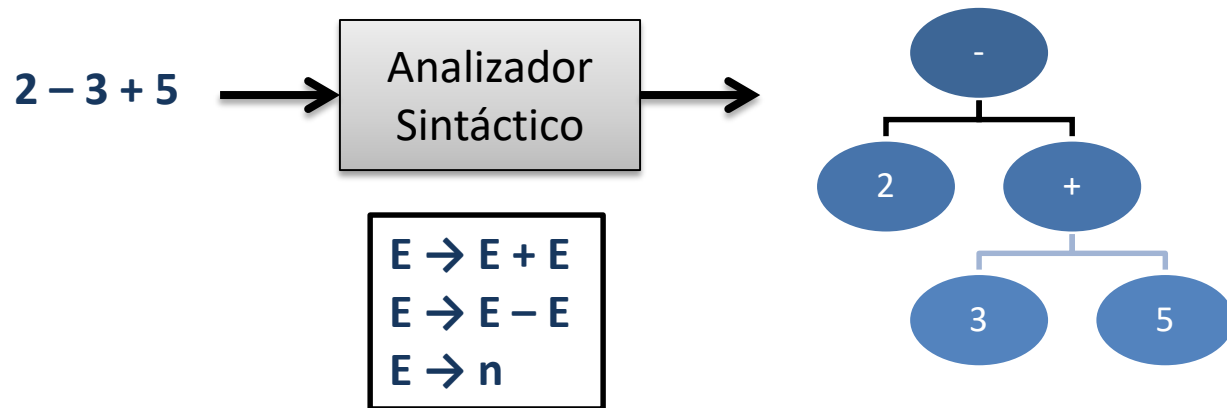 2 – 3 + 5
Analizador
Sintáctico
E → E + E
E → E – E
E → n
-
2
+
3
5